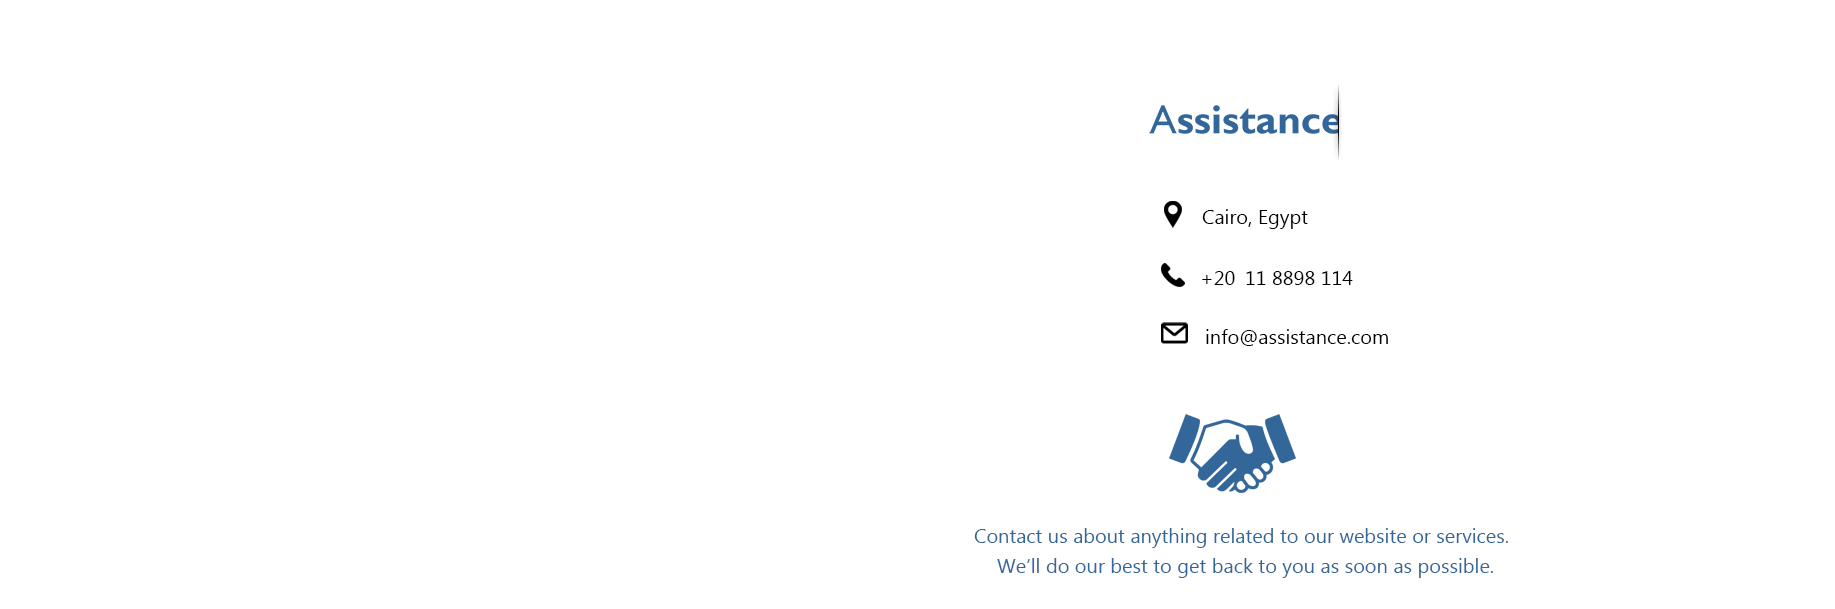 Assistance
Cairo, Egypt
+20 11 8898 114
info@assistance.com
Contact us about anything related to our website or services.
We’ll do our best to get back to you as soon as possible.